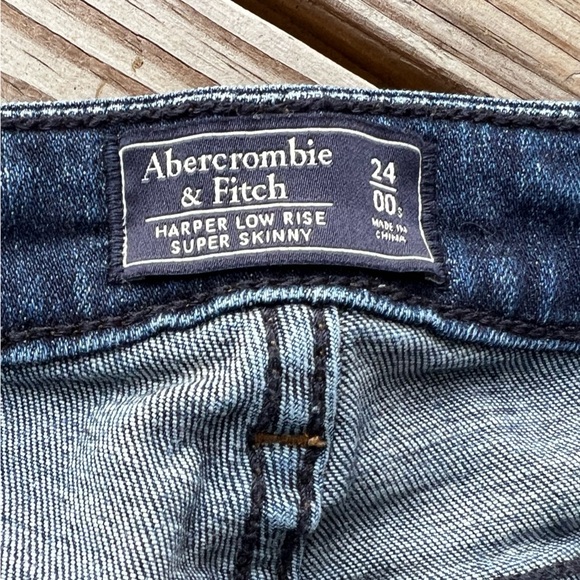 Abercrombie
& Fitch
HARPER LOW RISE
SUPER SKINNY
24
00s
MADE IN
CHINA